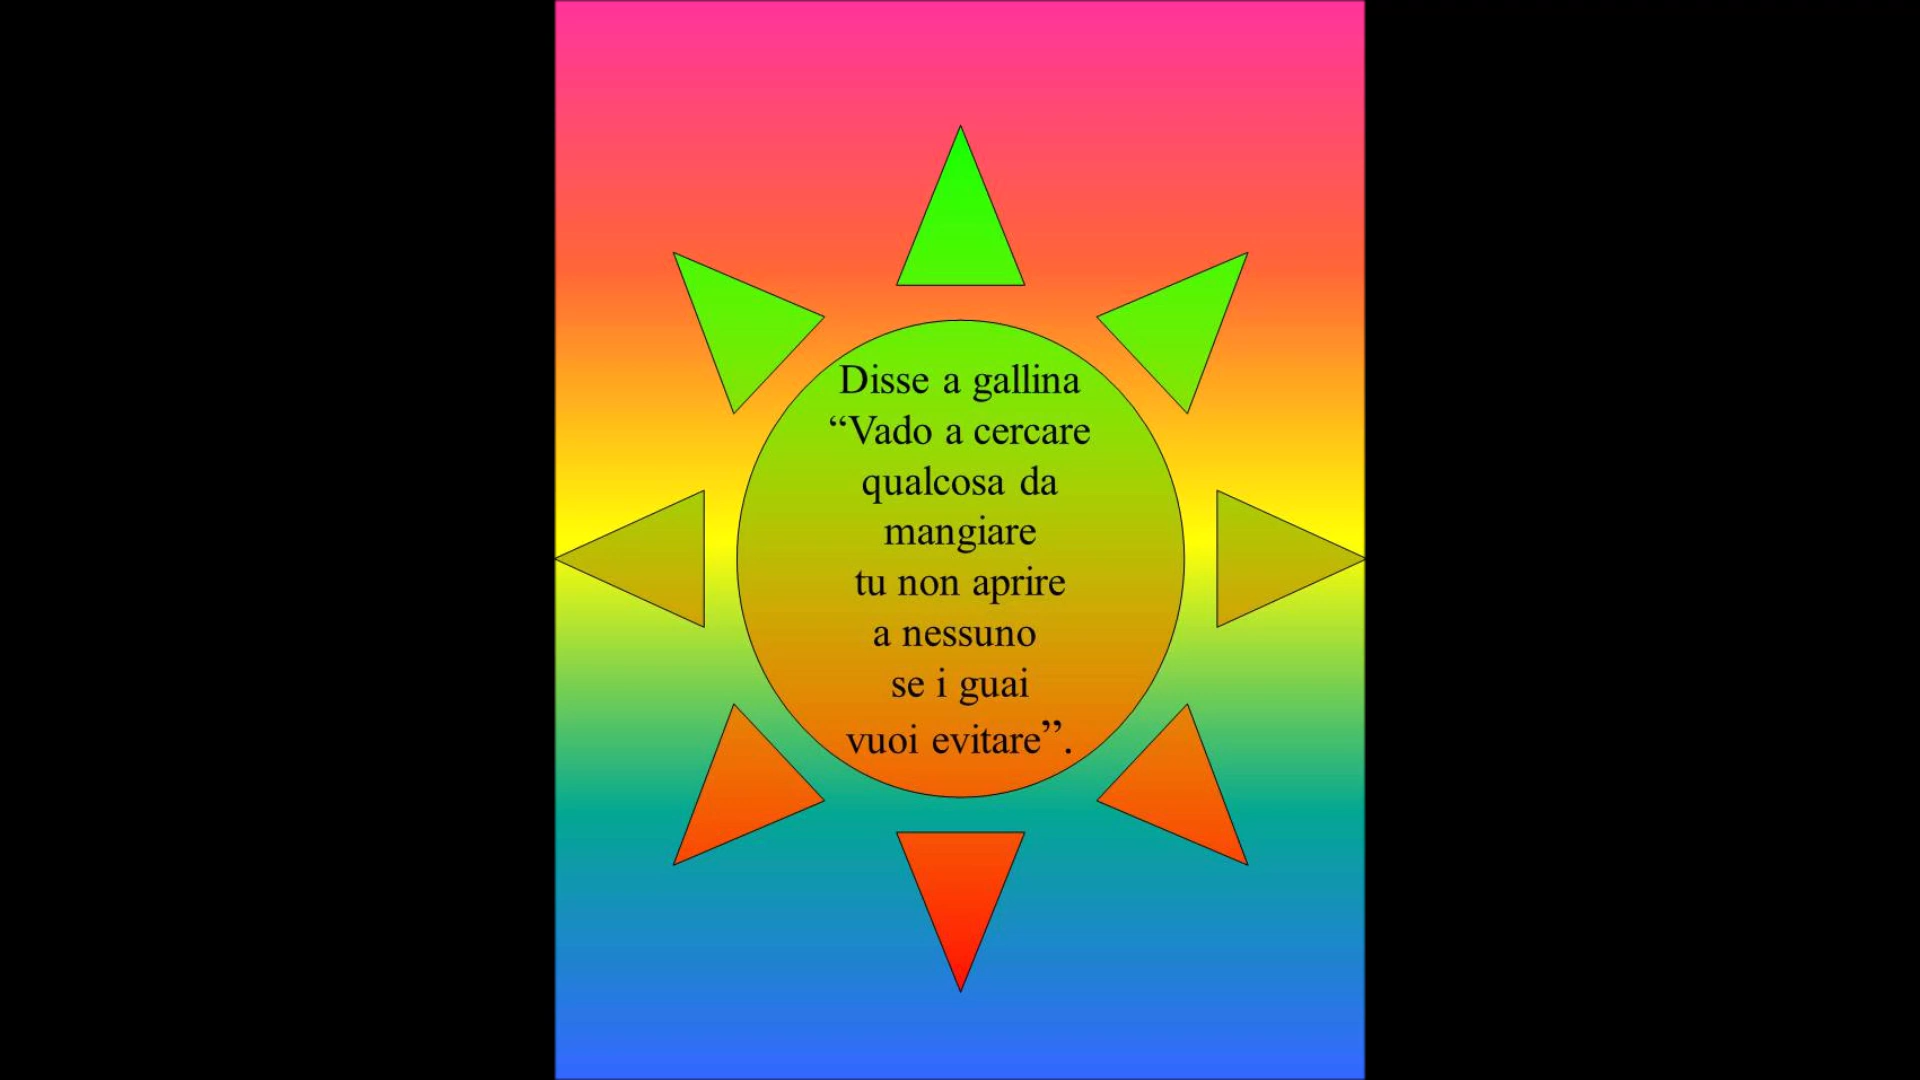 Disse a gallina
“Vado a cercare
qualcosa da
mangiare
tu non aprire
a nessuno
se i guai
vuoi evitare”.